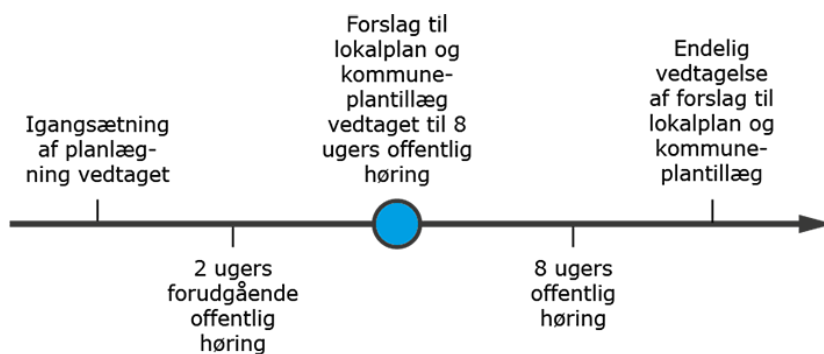 Igangsætning
af planlæg-
ning vedtaget
2 ugers
forudgående
offentlig
høring
Forslag til
lokalplan og
kommune-
plantillæg
vedtaget til 8
ugers offentlig
høring
8 ugers
offentlig
høring
Endelig
vedtagelse
af forslag til
lokalplan og
kommune-
plantillæg